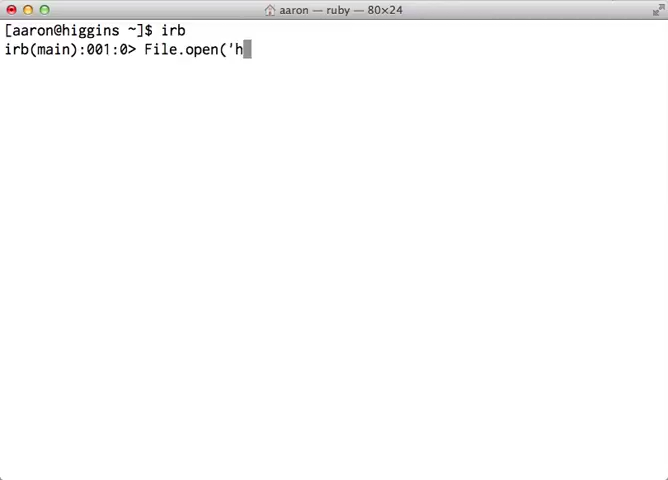 aaron — ruby — 80×24
[aaron@higgins ~]$ irb
irb(main):001:0> File.open('h